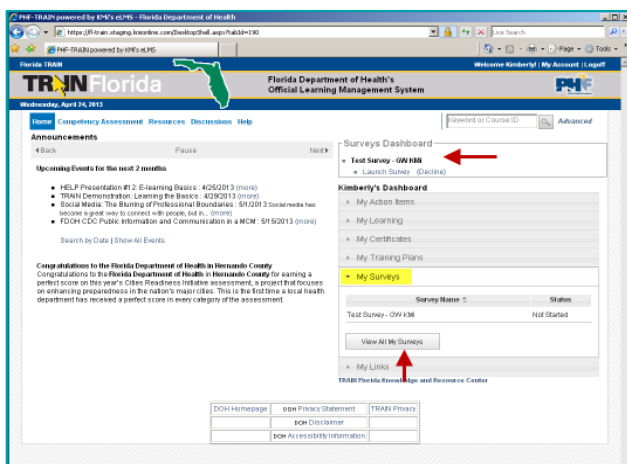 PHF-TRAIN powered by KMI's eLMS - Florida Department of Health
https://fl-train.staging.kmionline.com/DesktopShell.aspx?tabId=190
Live Search
PHF-TRAIN powered by KMI's eLMS
Page
Tools
Florida TRAIN
Welcome Kimberly! | My Account | Logoff
TRAIN Florida
Florida Department of Health's
Official Learning Management System
PHF
Wednesday, April 24, 2013
Home Competency Assessment Resources Discussions Help
Keyword or Course ID
Advanced
Announcements
Back Pause Next
Upcoming Events for the next 2 months
HELP Presentation #12: E-learning Basics : 4/25/2013 (more)
TRAIN Demonstration: Learning the Basics : 4/29/2013 (more)
Social Media: The Blurring of Professional Boundaries : 5/1/2013 Social media has
become a great way to connect with people, but in... (more)
FDOH CDC Public Information and Communication in a MCM : 5/15/2013 (more)
Search by Date | Show All Events
Congratulations to the Florida Department of Health in Hernando County
Congratulations to the Florida Department of Health in Hernando County for earning a
perfect score on this year's Cities Readiness Initiative assessment, a project that focuses
on enhancing preparedness in the nation's major cities. This is the first time a local health
department has received a perfect score in every category of the assessment.
Surveys Dashboard
Test Survey - GW KMI
Launch Survey (Decline)
Kimberly's Dashboard
My Action Items
My Learning
My Certificates
My Training Plans
My Surveys
Survey Name Status
Test Survey - GW KMI Not Started
View All My Surveys
My Links
TRAIN Florida Knowledge and Resource Center
DOH Homepage DOH Privacy Statement TRAIN Privacy
DOH Disclaimer
DOH Accessibility Information